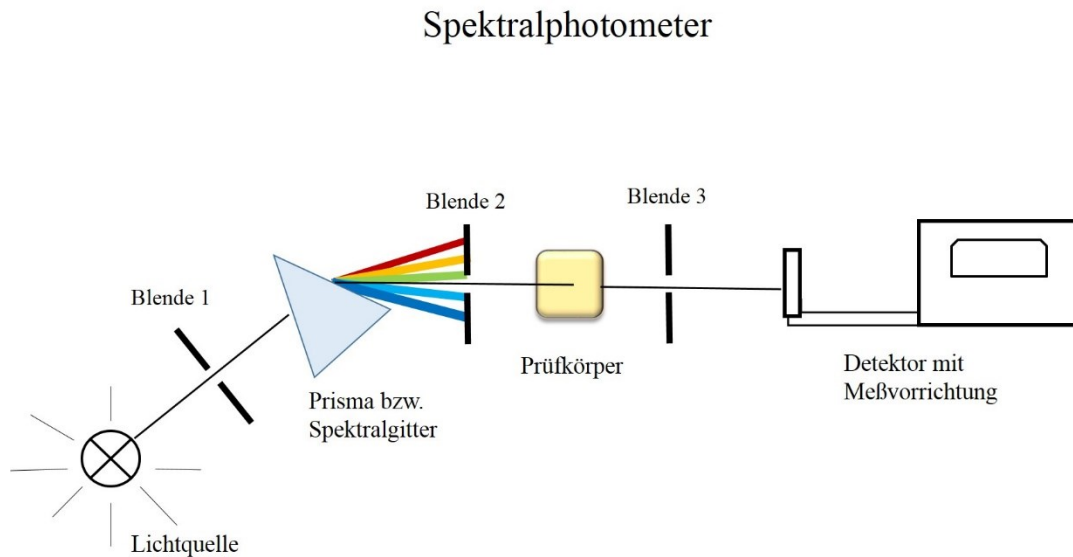 Spektralphotometer
Blende 2
Blende 3
Blende 1
Prüfkörper
Detektor mit
Meßvorrichtung
Prisma bzw.
Spektralgitter
Lichtquelle